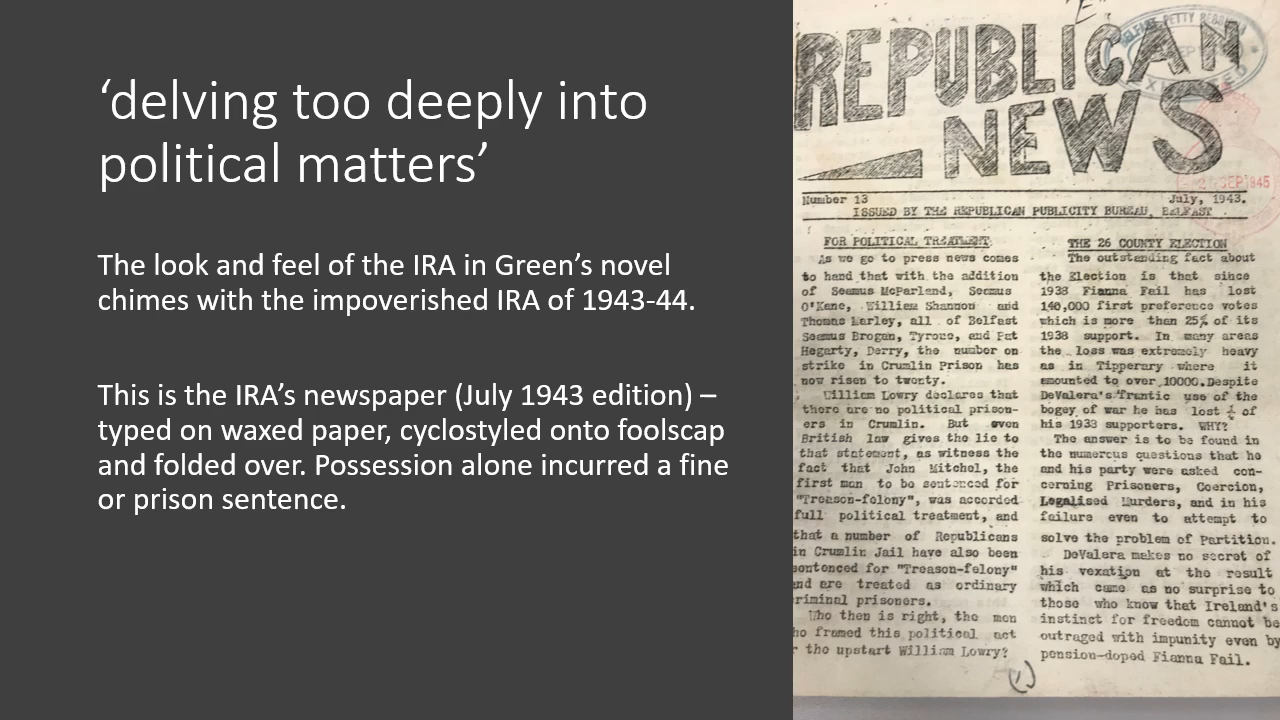 ‘delving too deeply into
political matters’
The look and feel of the IRA in Green’s novel
chimes with the impoverished IRA of 1943-44.
This is the IRA’s newspaper (July 1943 edition) –
typed on waxed paper, cyclostyled onto foolscap
and folded over. Possession alone incurred a fine
or prison sentence.
"E"
REPUBLICAN
NEWS
Number 13
July, 1943.
ISSUED BY THE REPUBLICAN PUBLICITY BUREAU, BELFAST
FOR POLITICAL TREATMENT
As we go to press news comes
to hand that with the addition
of Seamus McParland, Seamus
O'Kane, William Shannon and
Thomas Marley, all of Belfast
Seamus Brogan, Tyrone, and Pat
Hegarty, Derry, the number on
strike in Crumlin Prison has
now risen to twenty.
William Lowry declares that
there are no political prison-
ers in Crumlin. But even
British law gives the lie to
that statement, as witness the
fact that John Mitchel, the
first man to be sentenced for
"Treason-felony", was accorded
full political treatment, and
that a number of Republicans
in Crumlin Jail have also been
sentenced for "Treason-felony"
and are treated as ordinary
riminal prisoners.
Who then is right, the men
ho framed this political act
r the upstart William Lowry?
THE 26 COUNTY ELECTION
The outstanding fact about
the Election is that since
1938 Fianna Fail has lost
140,000 first preference votes
which is more than 25% of its
1938 support. In many areas
the loss was extremely heavy
as in Tipperary where it
amounted to over 10000. Despite
DeValera's frantic use of the
bogey of war he has lost of
his 1933 supporters. WHY?
The answer is to be found in
the numerous questions that he
and his party were asked con-
cerning Prisoners, Coercion,
Legalised Murders, and in his
failure even to attempt to
solve the problem of Partition.
DeValera makes no secret of
his vexation at the result
which came as no surprise to
those who know that Ireland's
instinct for freedom cannot be
outraged with impunity even by
pension-doped Fianna Fail.
(1)